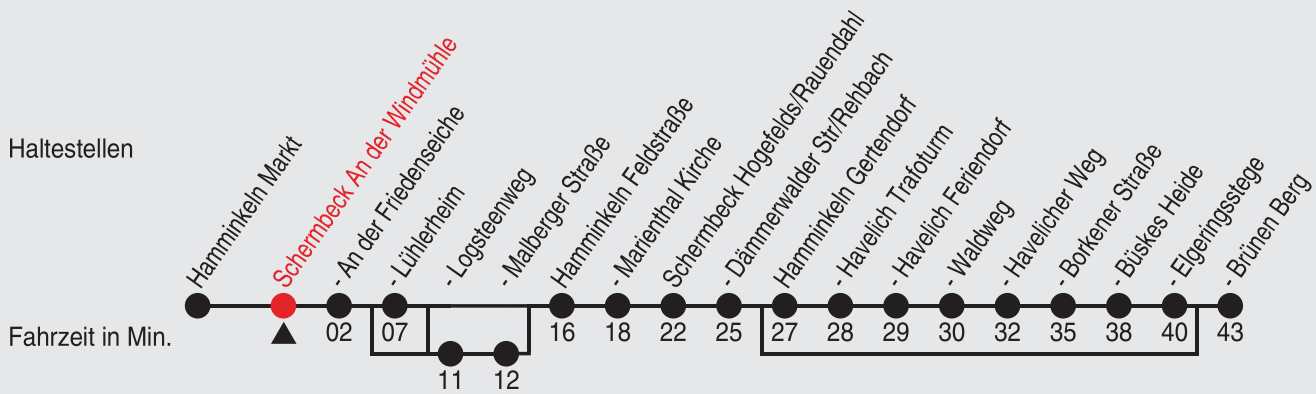 Haltestellen
Hamminkeln Markt
Schermbeck An der Windmühle
- An der Friedenseiche
- Lühlerheim
- Logsteenweg
- Malberger Straße
Hamminkeln Feldstraße
- Marienthal Kirche
Schermbeck Hogefelds/Rauendahl
- Dämmerwalder Str/Rehbach
Hamminkeln Gertendorf
- Havelich Trafoturm
- Havelich Feriendorf
- Waldweg
- Havelicher Weg
- Borkener Straße
- Büskes Heide
- Elgeringsstege
- Brünen Berg
Fahrzeit in Min.
02 07 16 18 22 25 27 28 29 30 32 35 38 40 43
11 12